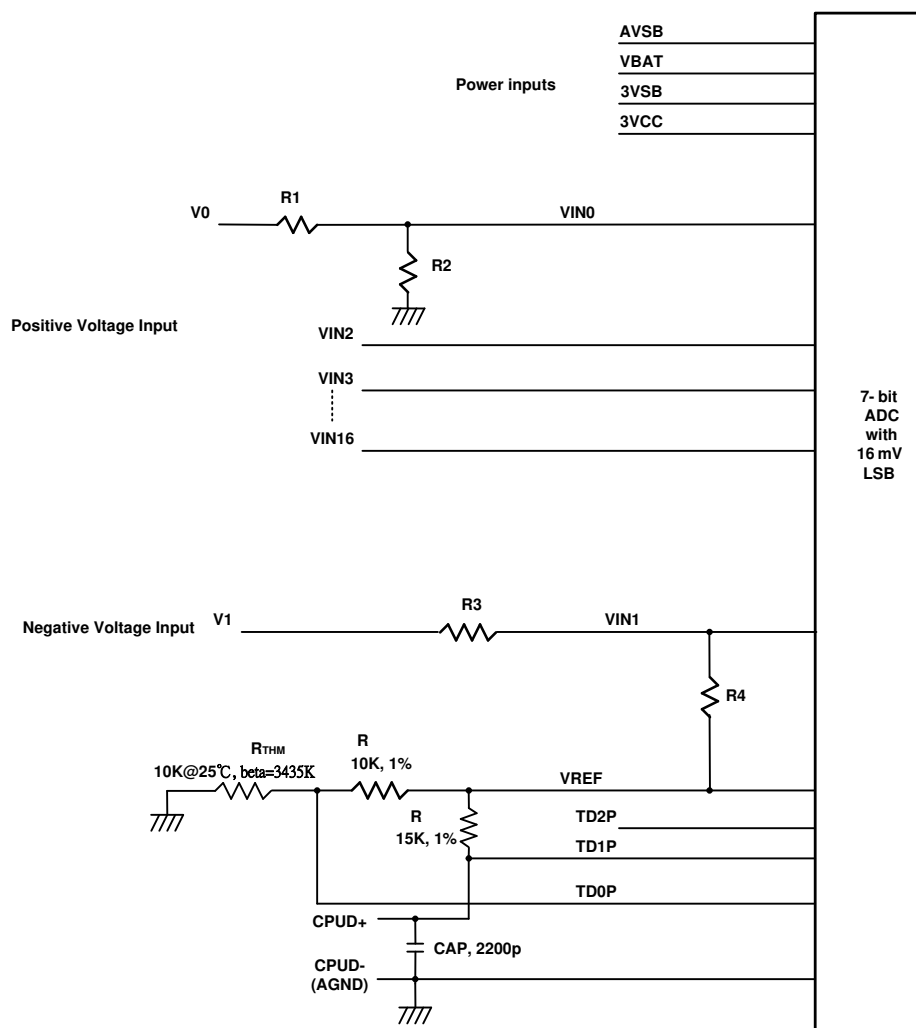 AVSB
VBAT
Power inputs
3VSB
3VCC
R1
V0
VIN0
R2
Positive Voltage Input
VIN2
VIN3
VIN16
7- bit
ADC
with
16 mV
LSB
R3
V1
VIN1
Negative Voltage Input
R4
RTHM
10K@25℃, beta=3435K
R
10K, 1%
VREF
R
15K, 1%
TD2P
TD1P
TD0P
CPUD+
CAP, 2200p
CPUD-
(AGND)